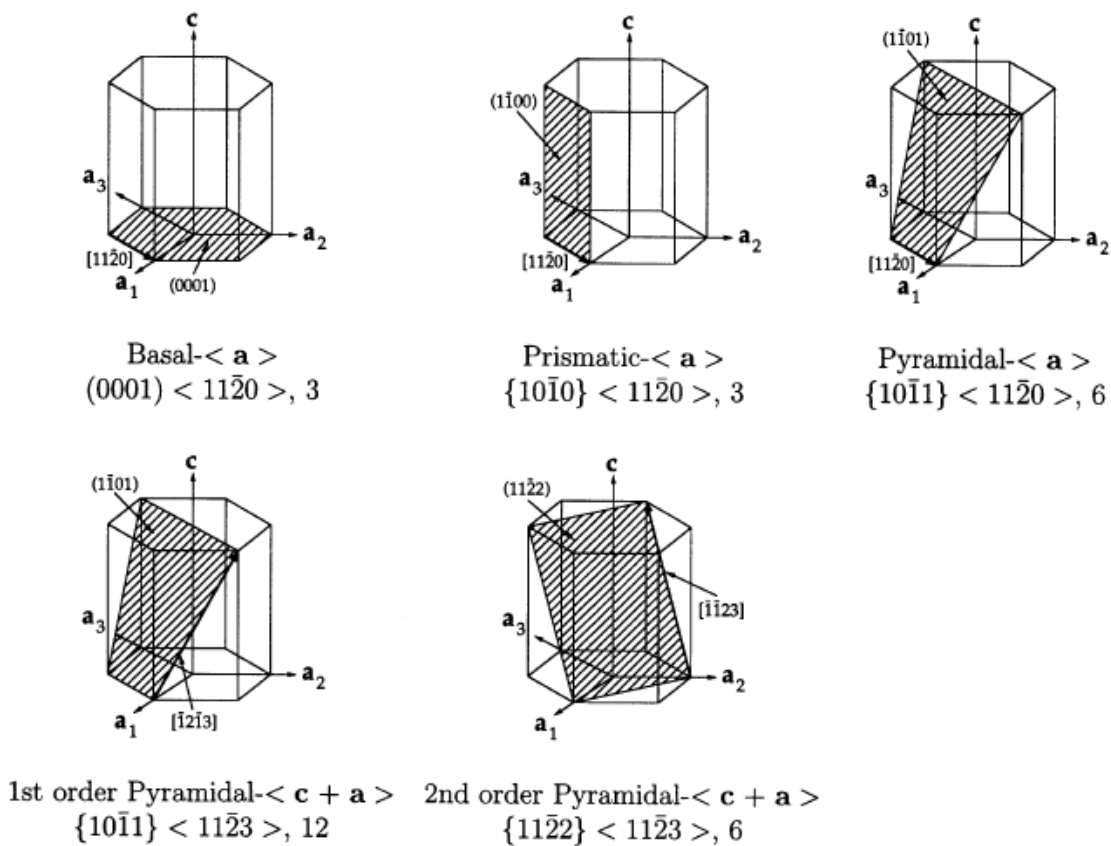 c
a₃
[112̄0]
a₁
(0001)
a₂
Basal-< a >
(0001) < 112̄0 >, 3
c
(11̄00)
a₃
[112̄0]
a₁
a₂
Prismatic-< a >
{101̄0} < 112̄0 >, 3
(11̄01)
c
a₃
[112̄0]
a₁
a₂
Pyramidal-< a >
{101̄1} < 112̄0 >, 6
c
(11̄01)
a₃
a₁
[1̄21̄3]
a₂
1st order Pyramidal-< c + a >
{101̄1} < 112̄3 >, 12
c
(112̄2)
[1̄1̄23]
a₃
a₂
a₁
2nd order Pyramidal-< c + a >
{112̄2} < 112̄3 >, 6